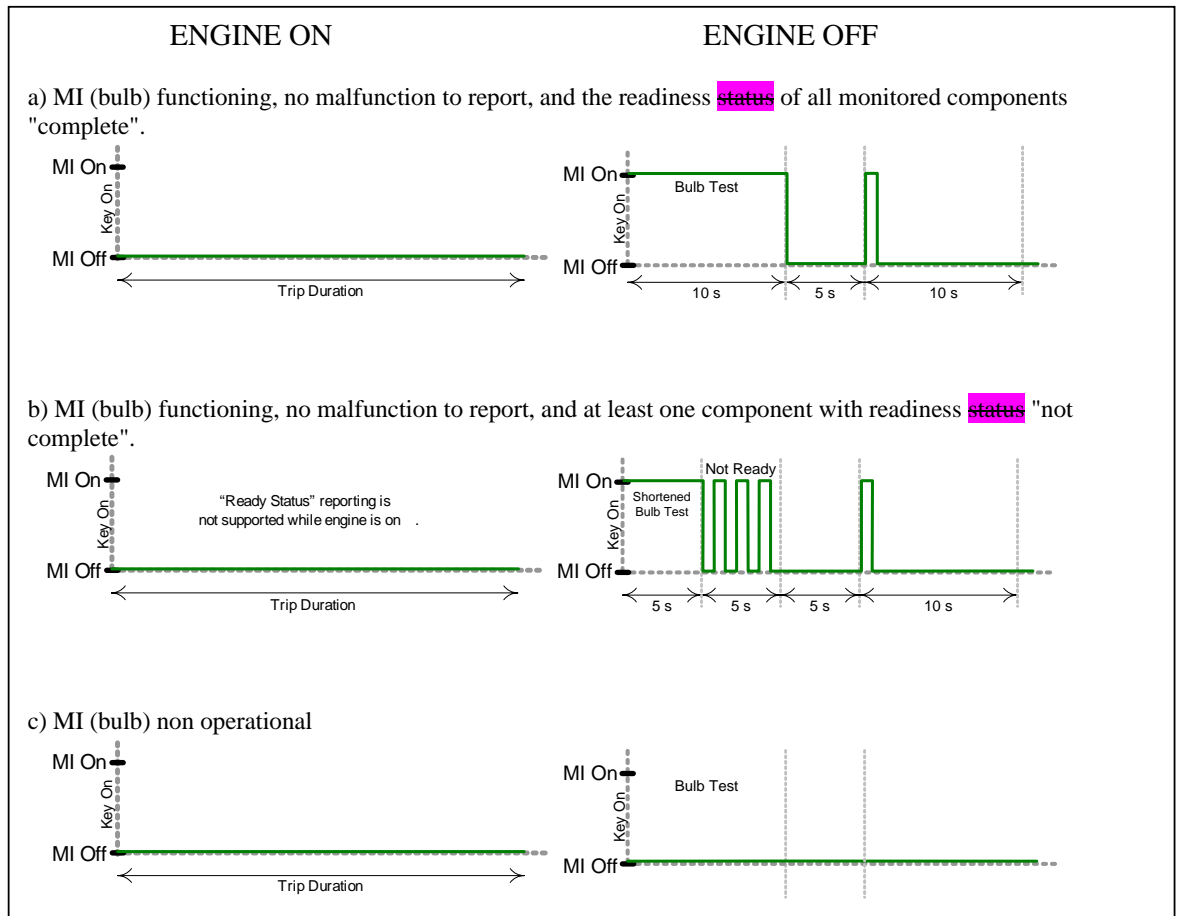 ENGINE ON
ENGINE OFF
a) MI (bulb) functioning, no malfunction to report, and the readiness status of all monitored components
"complete".
MI On
Key On
MI Off
Trip Duration
MI On
Bulb Test
Key On
MI Off
10 s
5 s
10 s
b) MI (bulb) functioning, no malfunction to report, and at least one component with readiness status "not
complete".
MI On
Key On
“Ready Status” reporting is
not supported while engine is on .
MI Off
Trip Duration
Not Ready
MI On
Shortened
Bulb Test
Key On
MI Off
5 s
5 s
5 s
10 s
c) MI (bulb) non operational
MI On
Key On
MI Off
Trip Duration
MI On
Bulb Test
Key On
MI Off